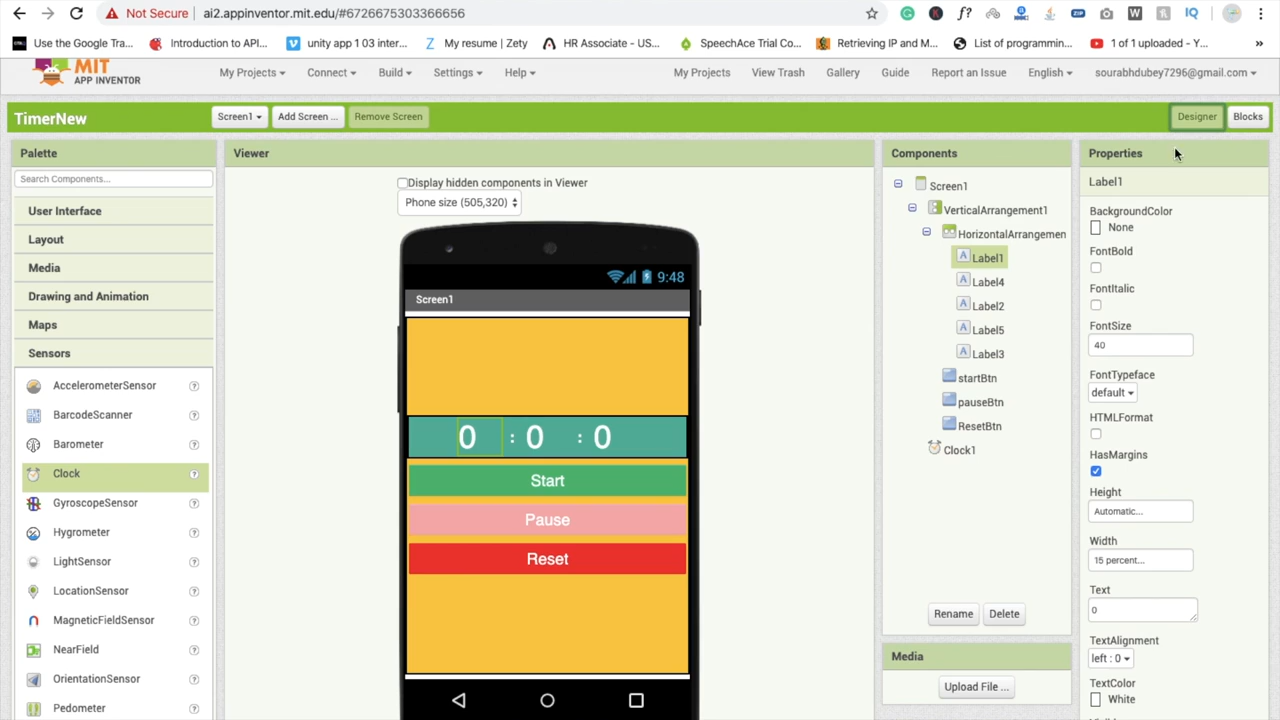 Not Secure ai2.appinventor.mit.edu/#6726675303366656
Use the Google Tra... Introduction to API... unity app 1 03 inter... My resume | Zety HR Associate - US... SpeechAce Trial Co... Retrieving IP and M... List of programmin... 1 of 1 uploaded - Y... »
MIT
APP INVENTOR
My Projects Connect Build Settings Help My Projects View Trash Gallery Guide Report an Issue English sourabhdubey7296@gmail.com
TimerNew Screen1 Add Screen ... Remove Screen Designer Blocks
Palette
Search Components...
User Interface
Layout
Media
Drawing and Animation
Maps
Sensors
AccelerometerSensor ?
BarcodeScanner ?
Barometer ?
Clock ?
GyroscopeSensor ?
Hygrometer ?
LightSensor ?
LocationSensor ?
MagneticFieldSensor ?
NearField ?
OrientationSensor ?
Pedometer ?
Viewer
Display hidden components in Viewer
Phone size (505,320)
9:48
Screen1
0 : 0 : 0
Start
Pause
Reset
Components
Screen1
VerticalArrangement1
HorizontalArrangemen
Label1
Label4
Label2
Label5
Label3
startBtn
pauseBtn
ResetBtn
Clock1
Rename Delete
Media
Upload File ...
Properties
Label1
BackgroundColor
None
FontBold
FontItalic
FontSize
40
FontTypeface
default
HTMLFormat
HasMargins
Height
Automatic...
Width
15 percent...
Text
0
TextAlignment
left : 0
TextColor
White